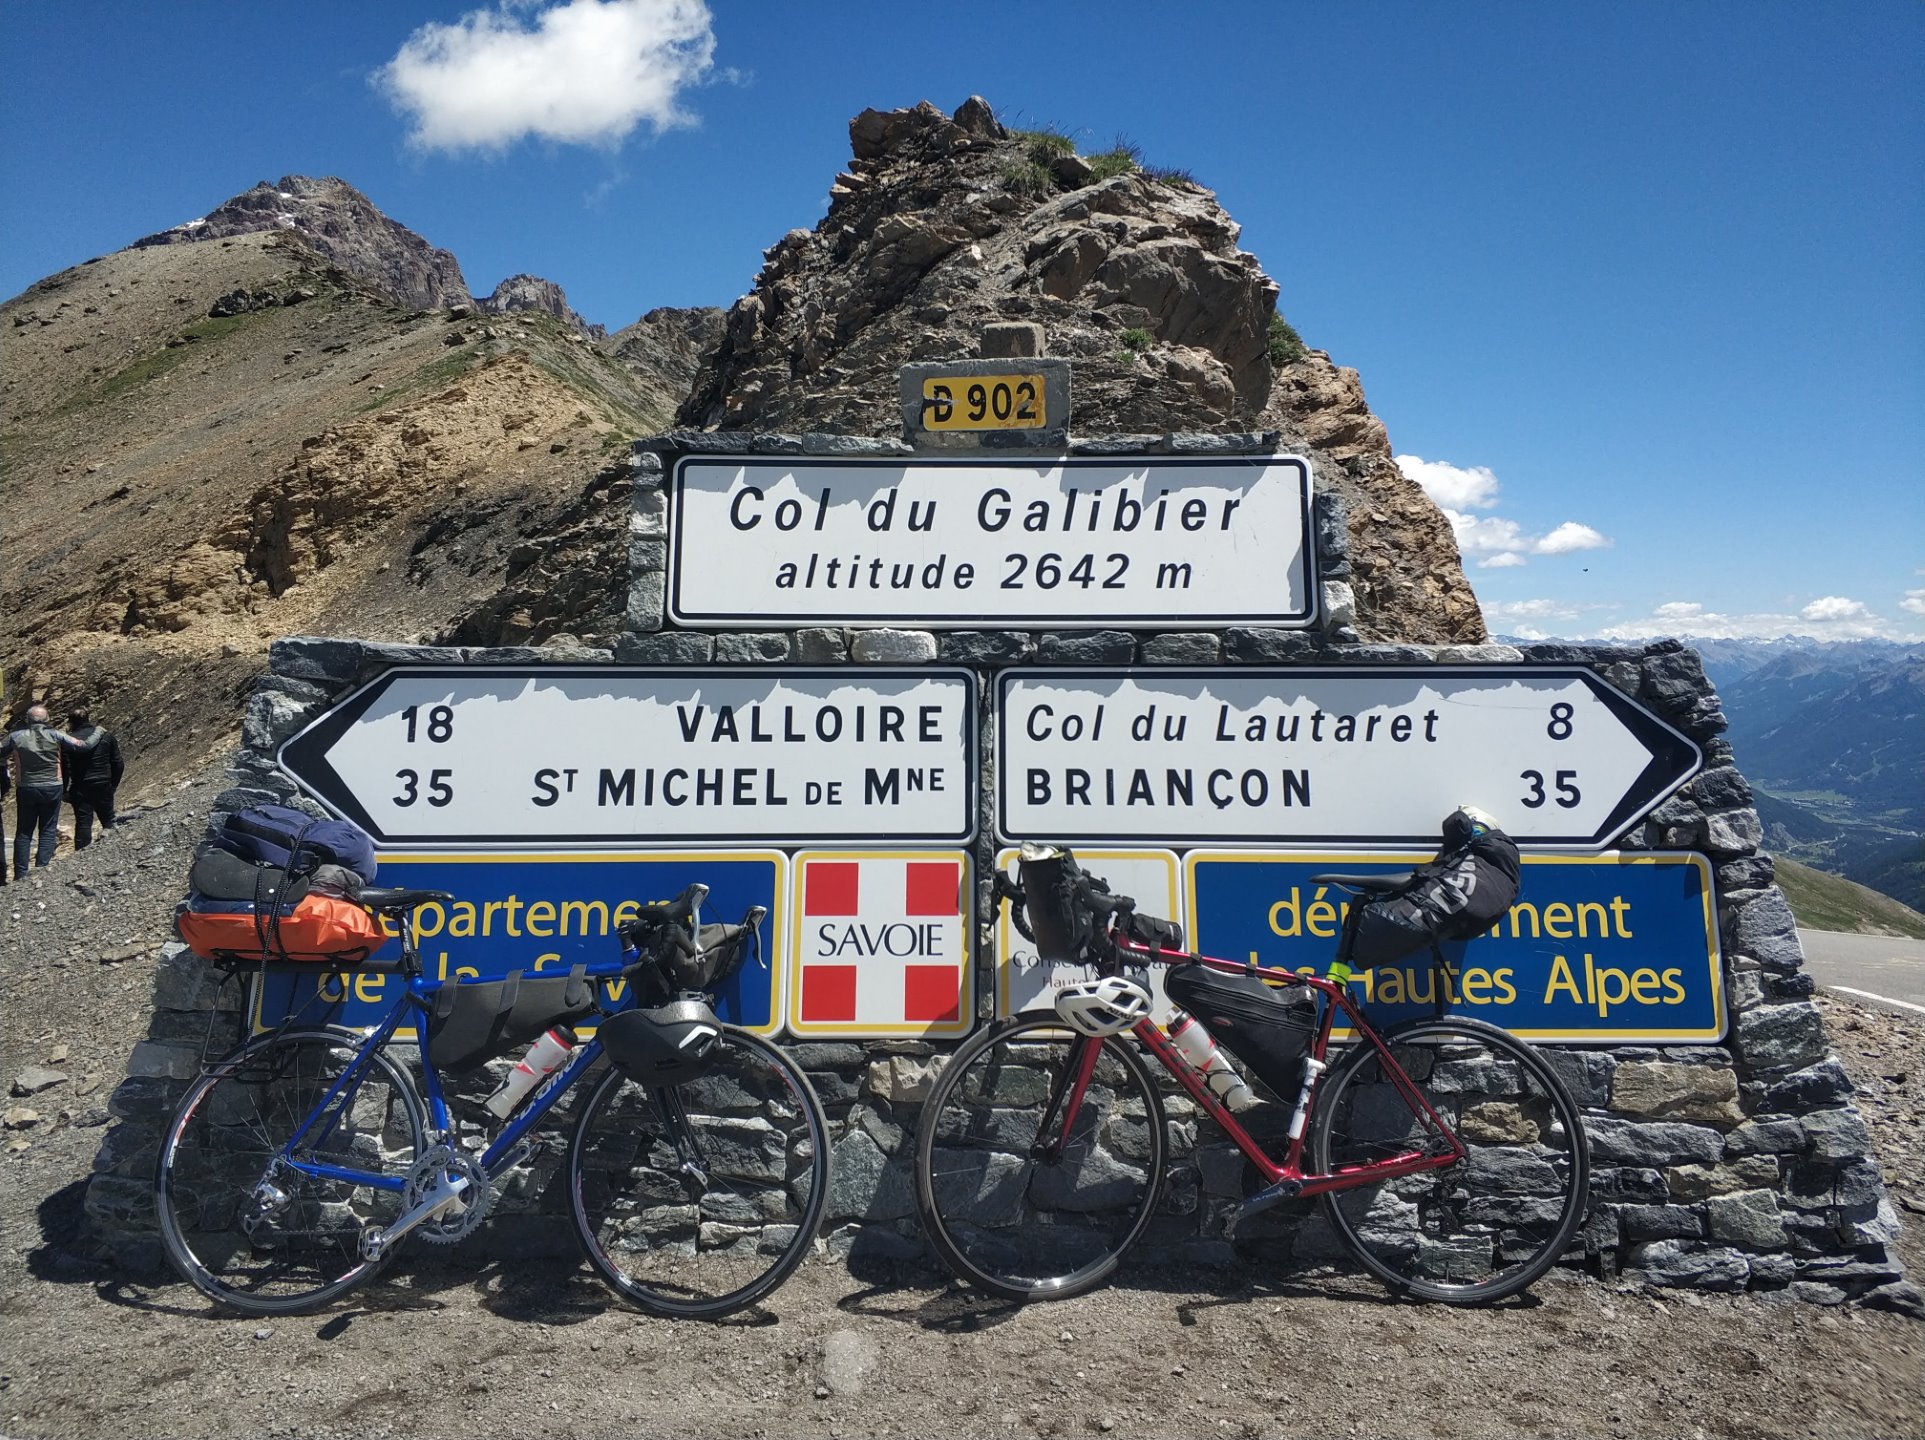 D 902
Col du Galibier
altitude 2642 m
18 VALLOIRE
35 ST MICHEL DE MNE
Col du Lautaret 8
BRIANÇON 35
SAVOIE
Hautes Alpes